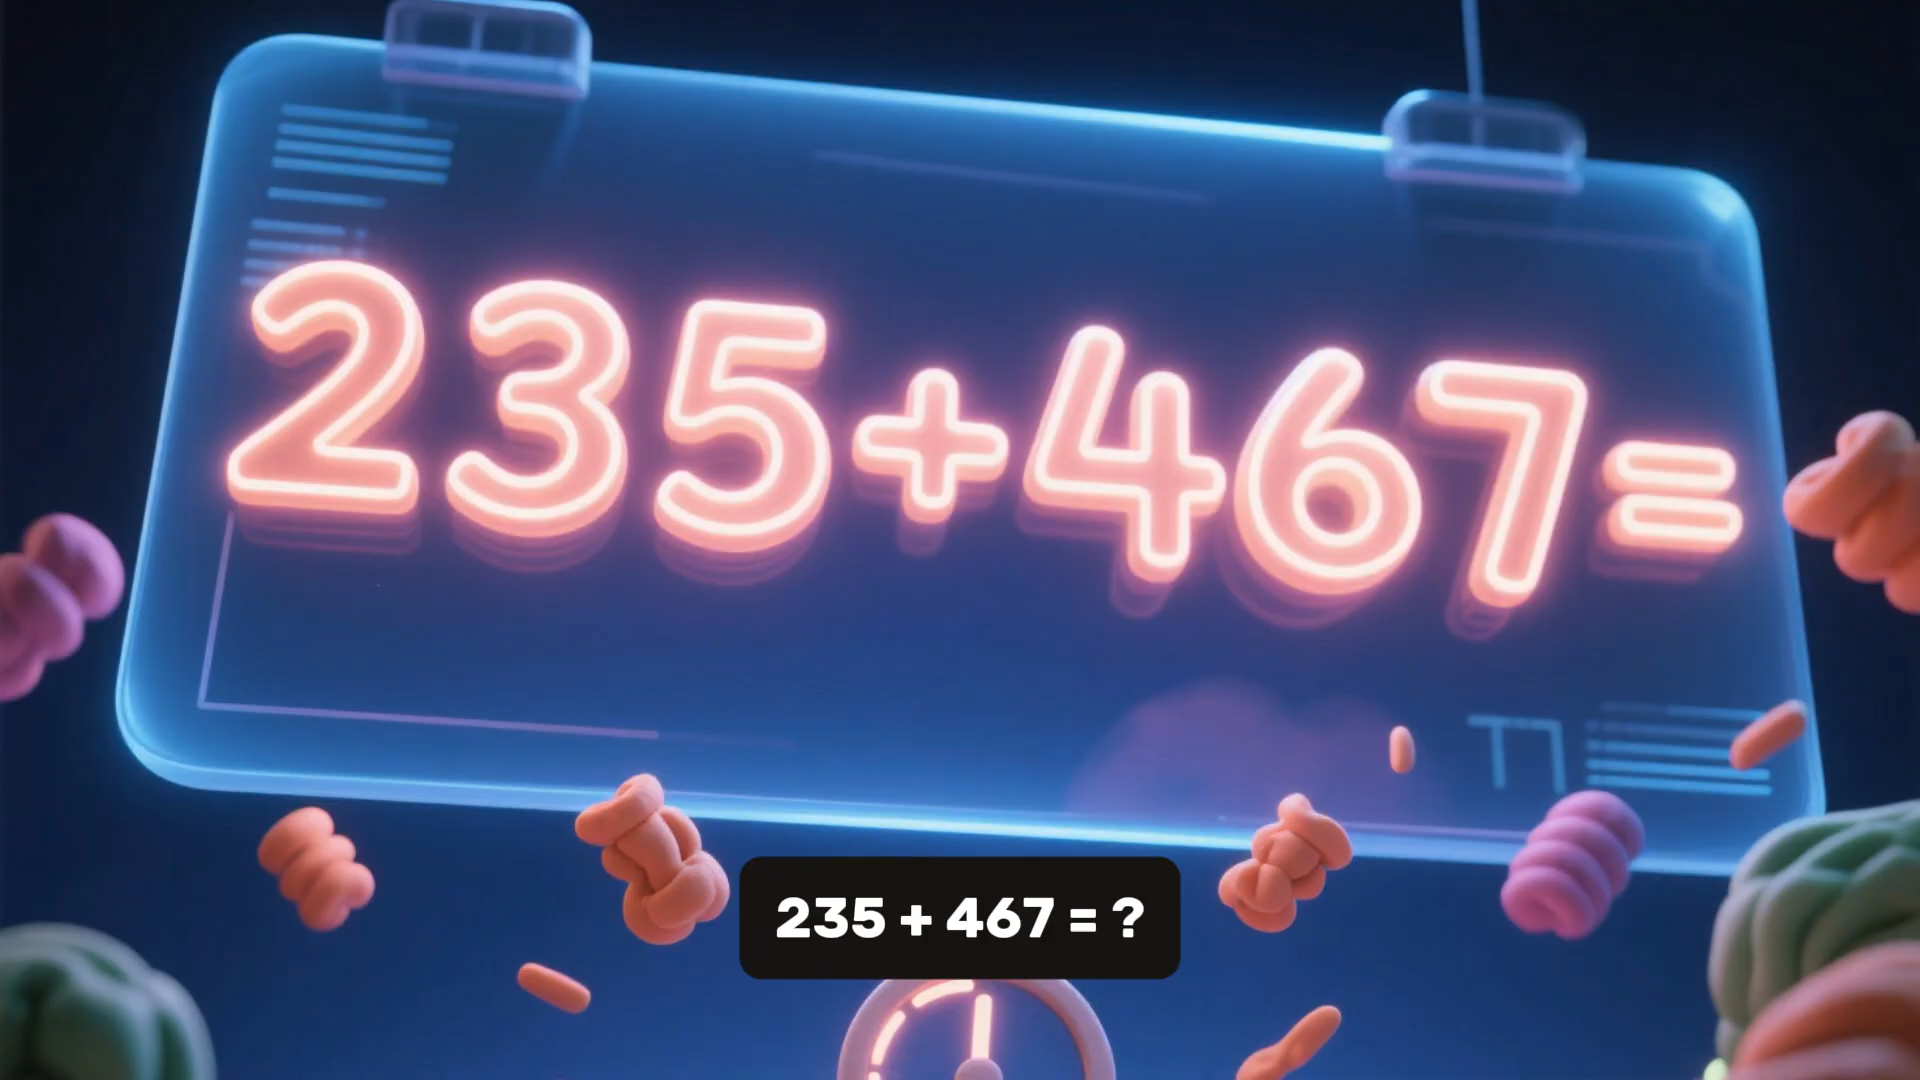 235+467=
235 + 467 = ?